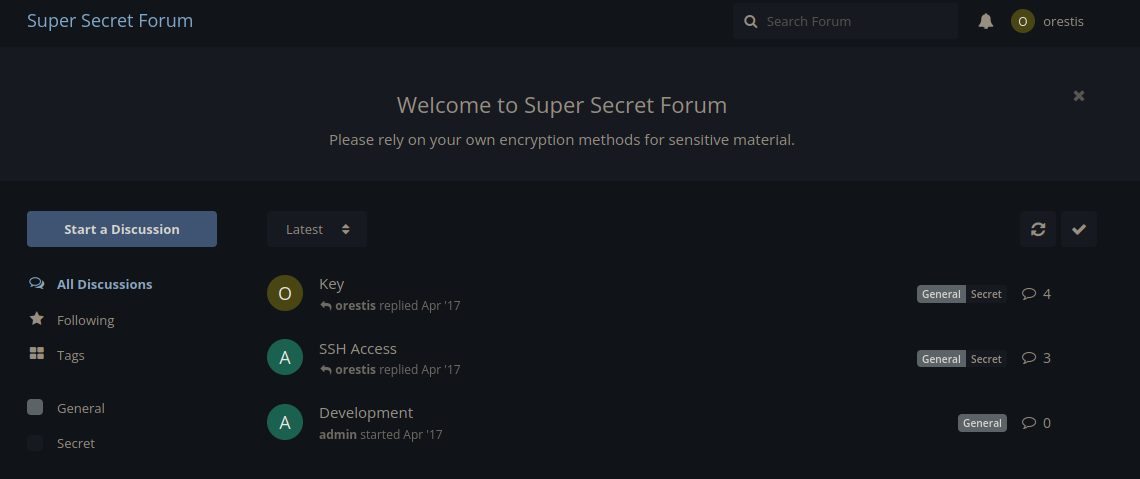 Super Secret Forum
Search Forum
O orestis
Welcome to Super Secret Forum
Please rely on your own encryption methods for sensitive material.
Start a Discussion
Latest
All Discussions
Following
Tags
General
Secret
O Key
orestis replied Apr '17
General Secret 4
A SSH Access
orestis replied Apr '17
General Secret 3
A Development
admin started Apr '17
General 0